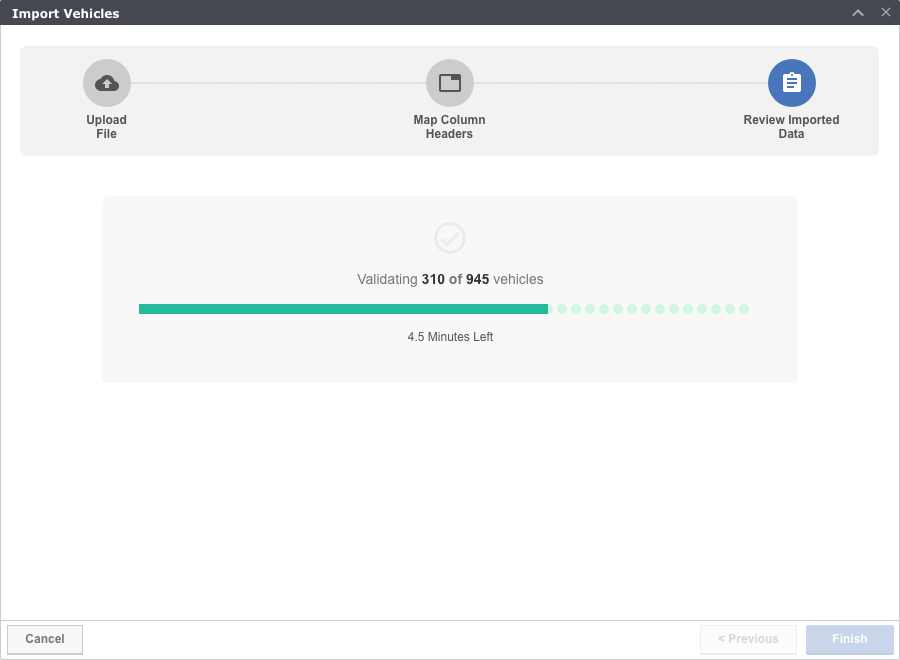 Import Vehicles
Upload
File
Map Column
Headers
Review Imported
Data
Validating 310 of 945 vehicles
4.5 Minutes Left
Cancel
< Previous
Finish